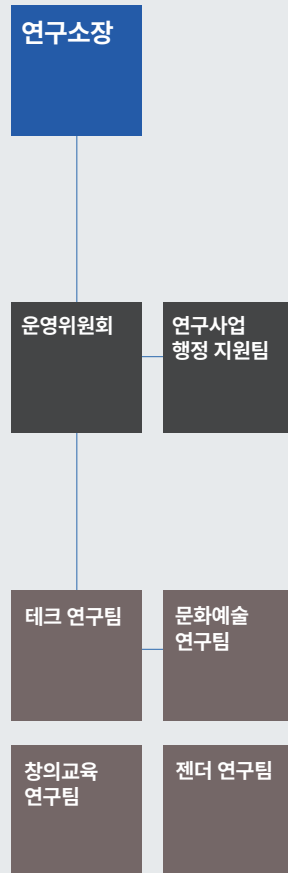 연구소장
운영위원회
연구사업
행정 지원팀
테크 연구팀
문화예술
연구팀
창의교육
연구팀
젠더 연구팀